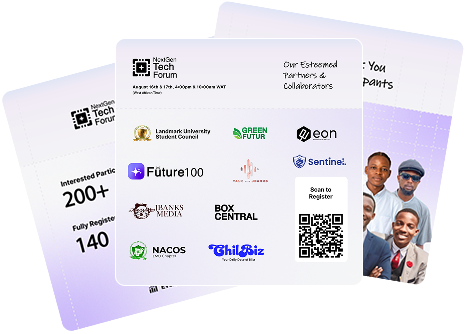 NextGen
Tech
Forum
August 16th & 17th, 4:00pm & 10:00am WAT
Our Esteemed
Partners &
Collaborators
Landmark University
Student Council
GREEN
FUTUR
eon
Future100
Sentinel.
BANKS
MEDIA
BOX
CENTRAL
Scan to
Register
NACOS
ChilBiz
NextGen
Tech
Forum
Interested Partic
200+
Fully Register
140
You
pants